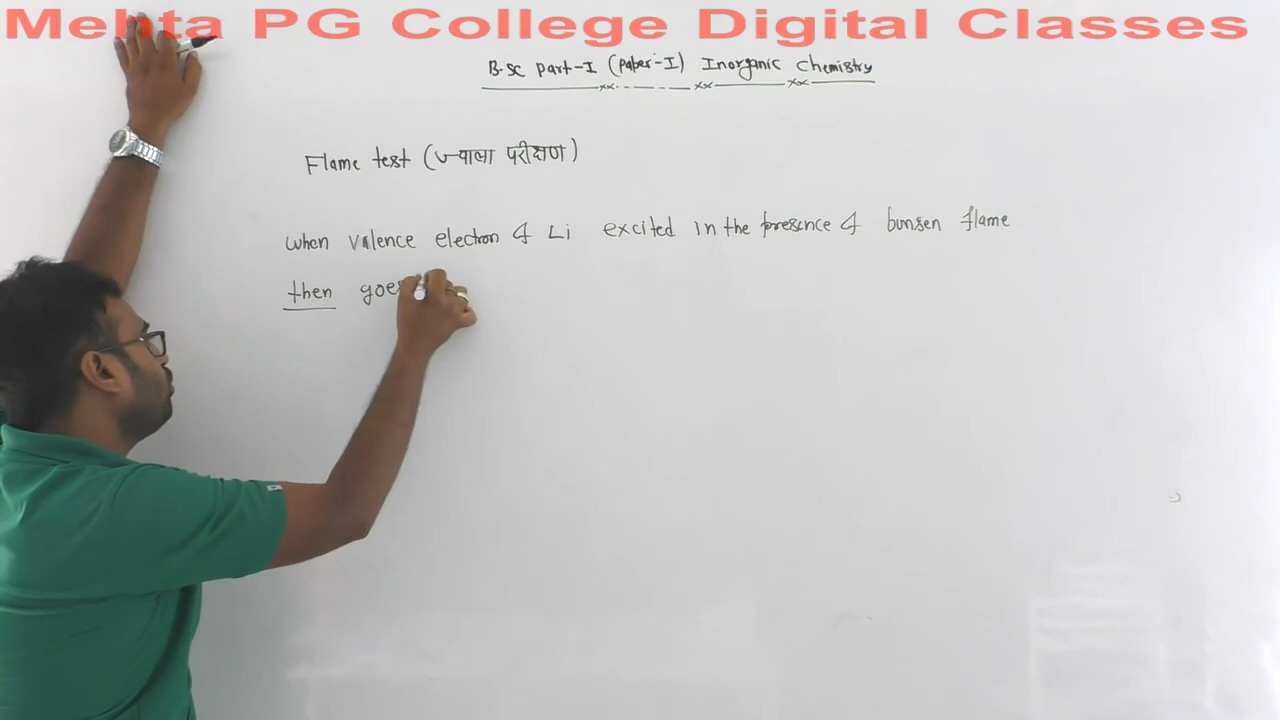 Mehta PG College Digital Classes
B.SC Part-I (Paper-I) Inorganic Chemistry
Flame test (ज्वाला परीक्षण)
When valence electron of Li excited in the presence of bunsen flame
then goes